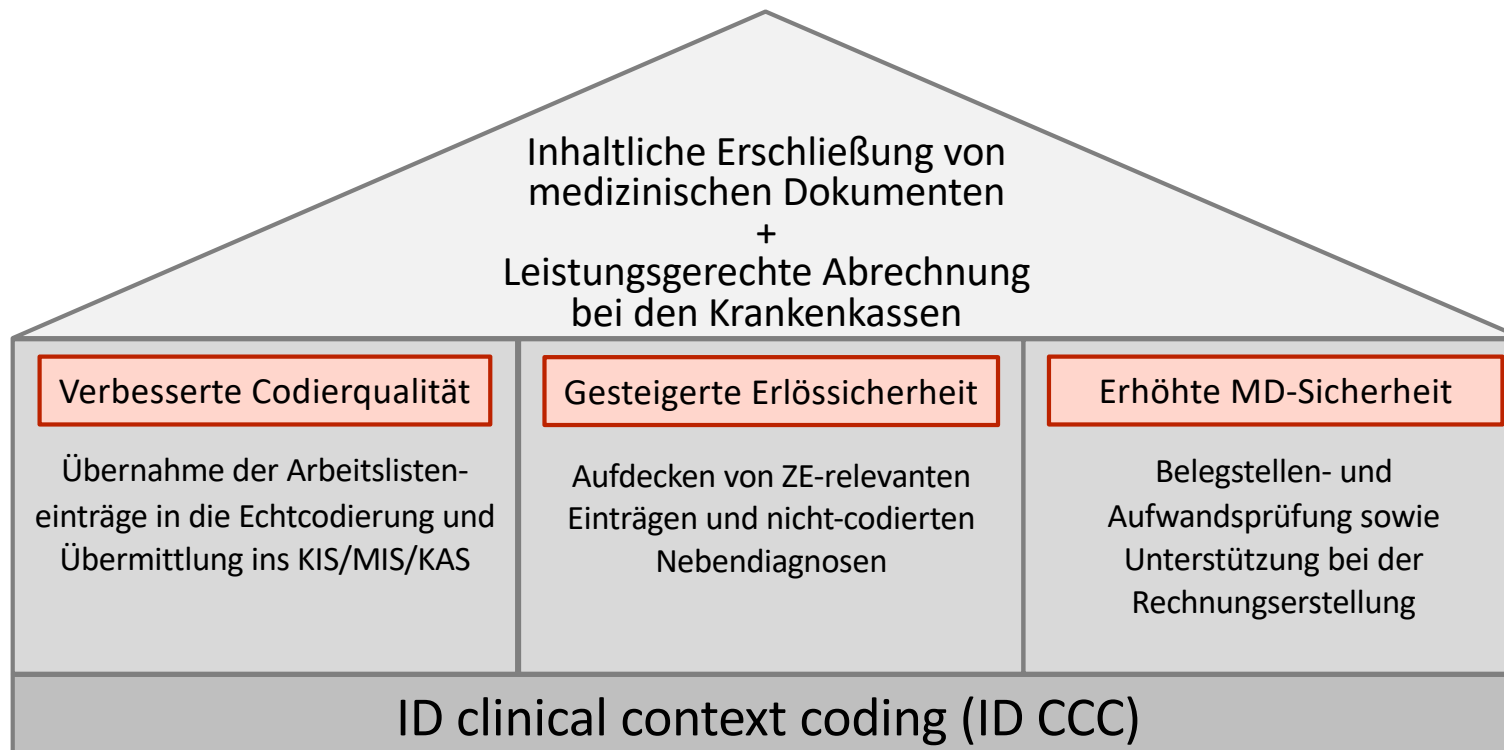 Inhaltliche Erschließung von
medizinischen Dokumenten
+
Leistungsgerechte Abrechnung
bei den Krankenkassen
Verbesserte Codierqualität
Übernahme der Arbeitslisten-
einträge in die Echtcodierung und
Übermittlung ins KIS/MIS/KAS
Gesteigerte Erlössicherheit
Aufdecken von ZE-relevanten
Einträgen und nicht-codierten
Nebendiagnosen
Erhöhte MD-Sicherheit
Belegstellen- und
Aufwandsprüfung sowie
Unterstützung bei der
Rechnungserstellung
ID clinical context coding (ID CCC)